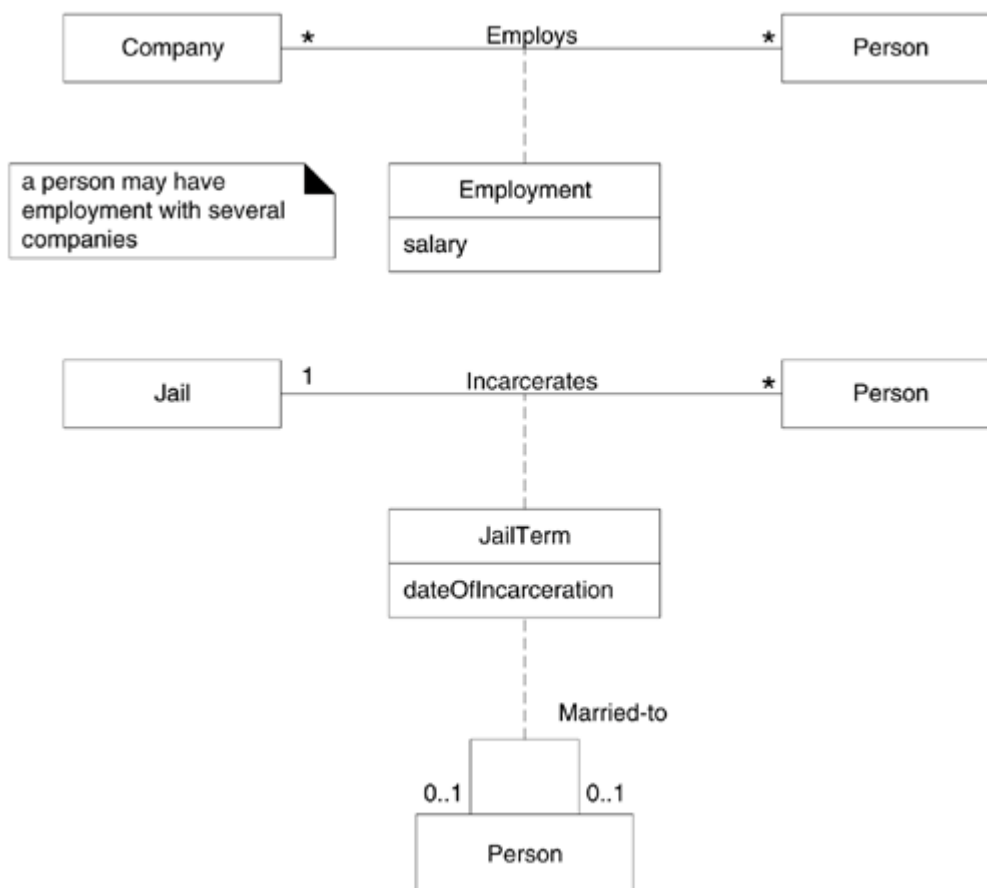 Company
*
Employs
*
Person
a person may have
employment with several
companies
Employment
salary
Jail
1
Incarcerates
*
Person
JailTerm
dateOfIncarceration
Married-to
0..1
0..1
Person